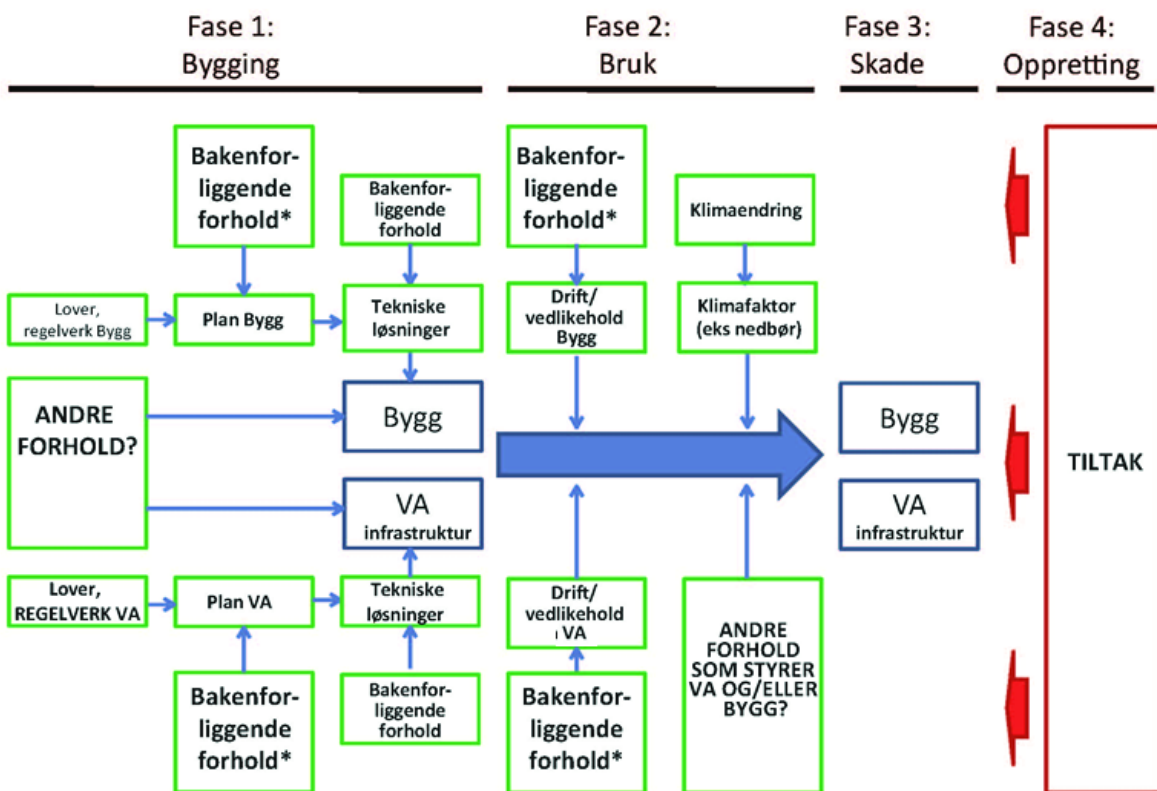 Fase 1:
Bygging
Fase 2:
Bruk
Fase 3:
Skade
Fase 4:
Oppretting
Bakenfor-
liggende
forhold*
Bakenfor-
liggende
forhold
Lover,
regelverk Bygg
Plan Bygg
Tekniske
løsninger
ANDRE
FORHOLD?
Bygg
VA
infrastruktur
Lover,
REGELVERK VA
Plan VA
Tekniske
løsninger
Bakenfor-
liggende
forhold*
Bakenfor-
liggende
forhold
Bakenfor-
liggende
forhold*
Klimaendring
Drift/
vedlikehold
Bygg
Klimafaktor
(eks nedbør)
Drift/
vedlikehold
VA
Bakenfor-
liggende
forhold*
ANDRE
FORHOLD
SOM STYRER
VA OG/ELLER
BYGG?
Bygg
VA
infrastruktur
TILTAK